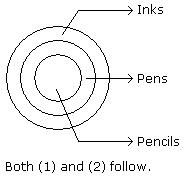 Inks
Pens
Pencils
Both (1) and (2) follow.